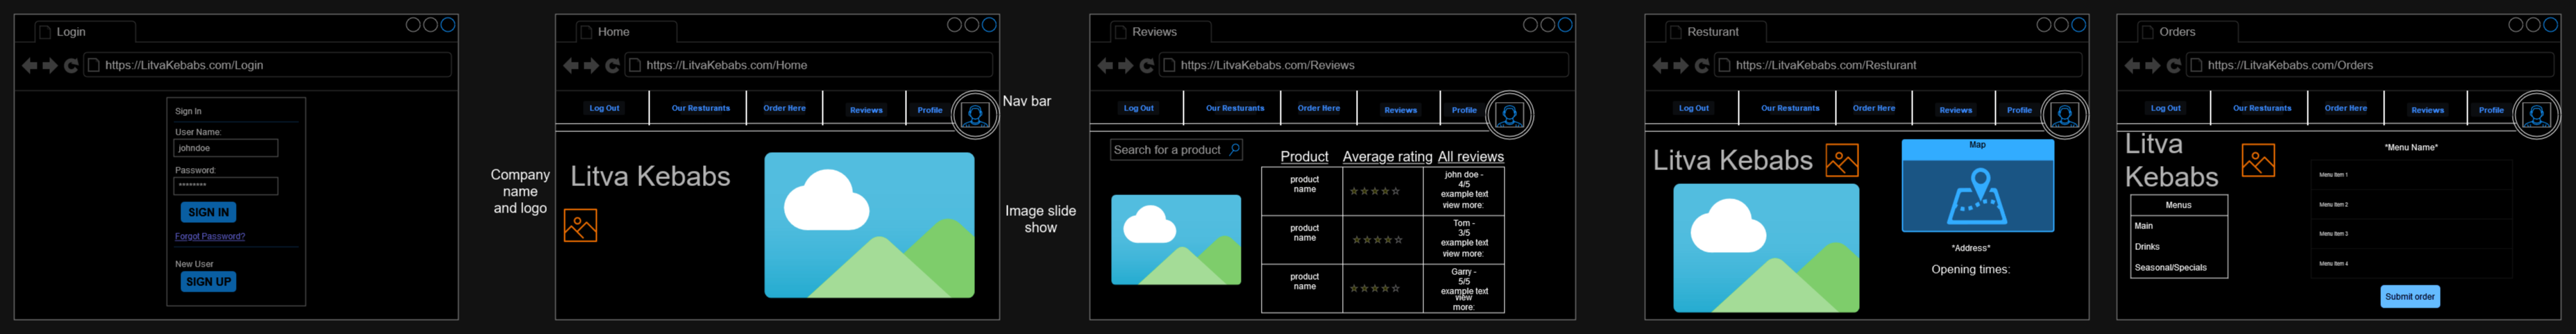 Login
https://LitvaKebabs.com/Login
Sign In
User Name:
johndoe
Password:
********
SIGN IN
Forgot Password?
New User
SIGN UP
Home
https://LitvaKebabs.com/Home
Log Out
Our Resturants
Order Here
Reviews
Profile
Nav bar
Company
name
and logo
Litva Kebabs
Image slide
show
Reviews
https://LitvaKebabs.com/Reviews
Log Out
Our Resturants
Order Here
Reviews
Profile
Search for a product
Product
Average rating
All reviews
product
name
john doe -
4/5
example text
view more:
product
name
Tom -
3/5
example text
view more:
product
name
Garry -
5/5
example text
view
more:
Resturant
https://LitvaKebabs.com/Resturant
Log Out
Our Resturants
Order Here
Reviews
Profile
Litva Kebabs
Map
*Address*
Opening times:
Orders
https://LitvaKebabs.com/Orders
Log Out
Our Resturants
Order Here
Reviews
Profile
Litva
Kebabs
Menus
Main
Drinks
Seasonal/Specials
*Menu Name*
Menu Item 1
Menu Item 2
Menu Item 3
Menu Item 4
Submit order